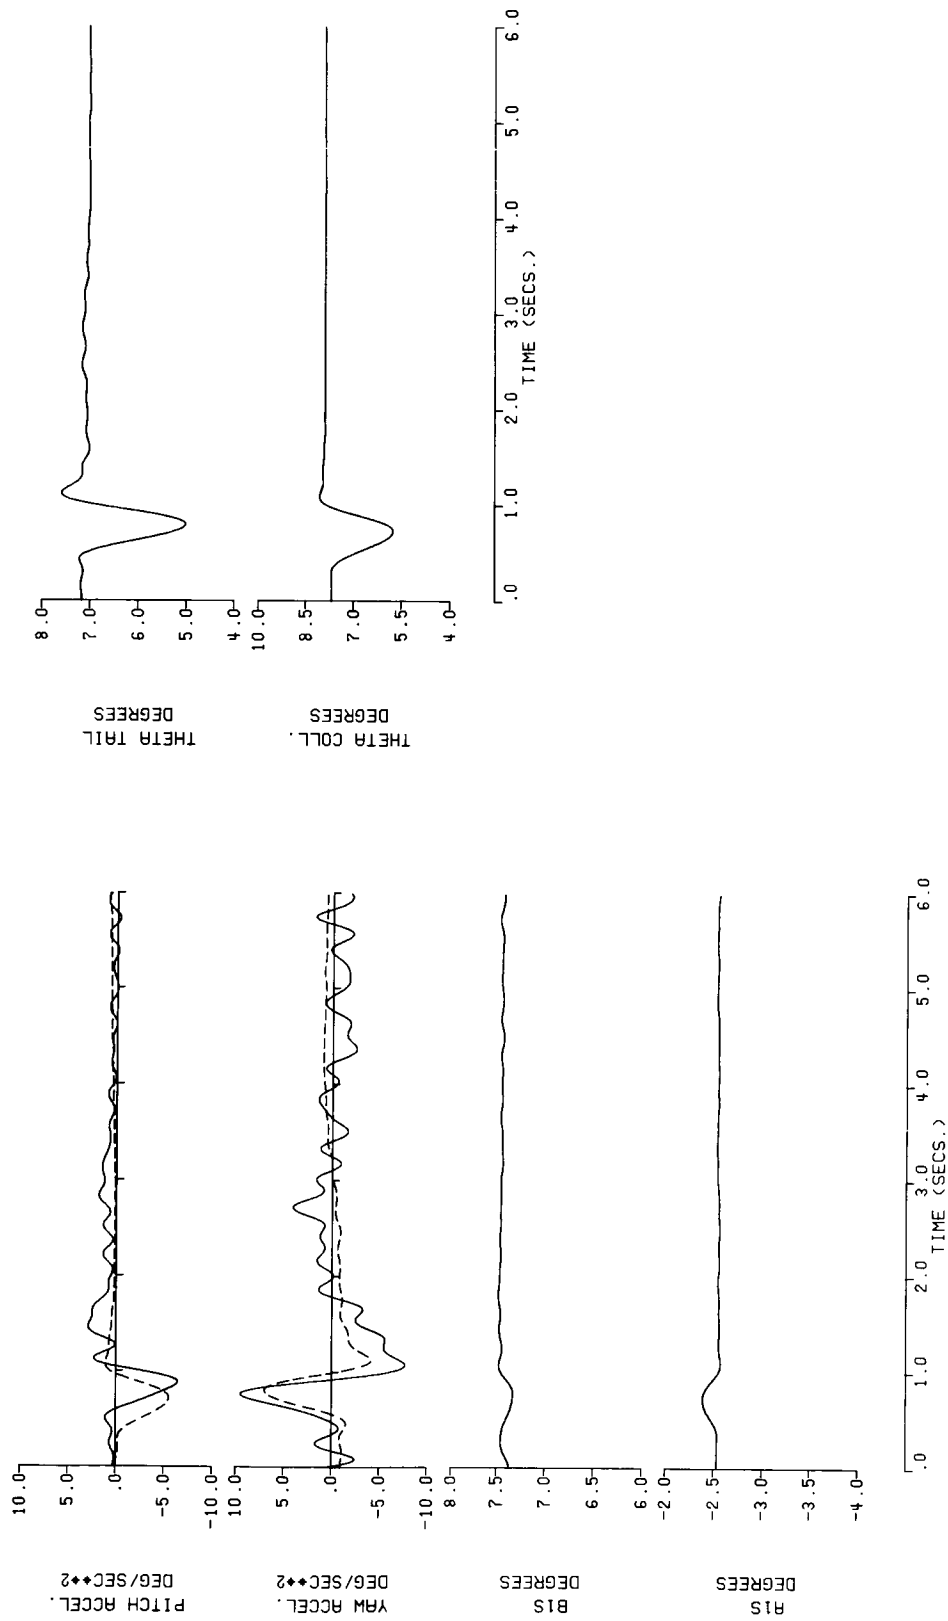 THETA TAIL
DEGREES
8.0
7.0
6.0
5.0
4.0
THETA COLL.
DEGREES
10.0
8.5
7.0
5.5
4.0
.0 1.0 2.0 3.0 4.0 5.0 6.0
TIME (SECS.)
PITCH ACCEL.
DEG/SEC**2
10.0
5.0
.0
-5.0
-10.0
YAW ACCEL.
DEG/SEC**2
10.0
5.0
.0
-5.0
-10.0
B1S
DEGREES
8.0
7.5
7.0
6.5
6.0
A1S
DEGREES
-2.0
-2.5
-3.0
-3.5
-4.0
.0 1.0 2.0 3.0 4.0 5.0 6.0
TIME (SECS.)